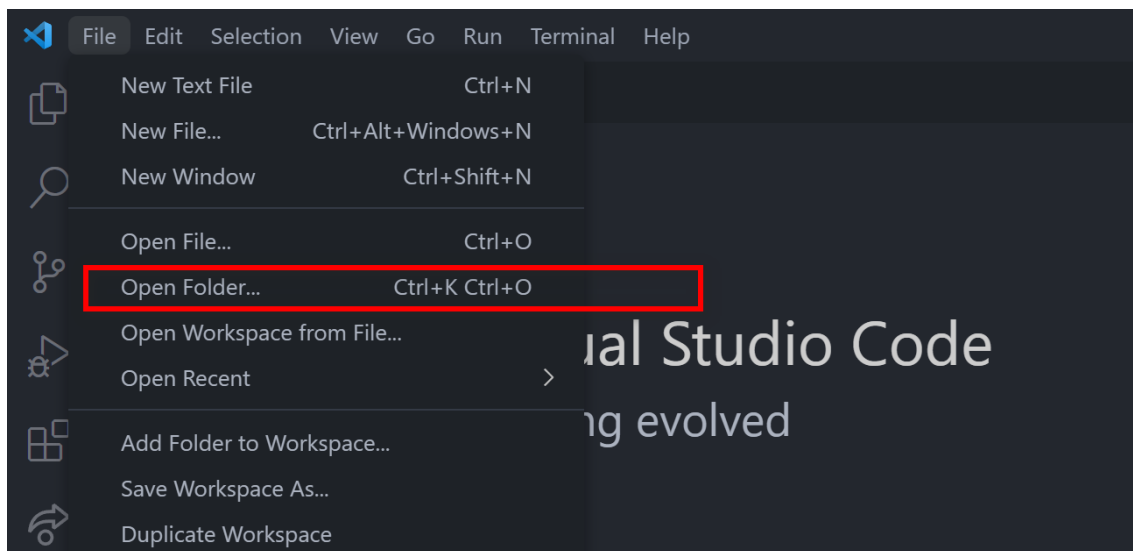 File Edit Selection View Go Run Terminal Help
New Text File Ctrl+N
New File... Ctrl+Alt+Windows+N
New Window Ctrl+Shift+N
Open File... Ctrl+O
Open Folder... Ctrl+K Ctrl+O
Open Workspace from File...
ual Studio Code
Open Recent
ng evolved
Add Folder to Workspace...
Save Workspace As...
Duplicate Workspace